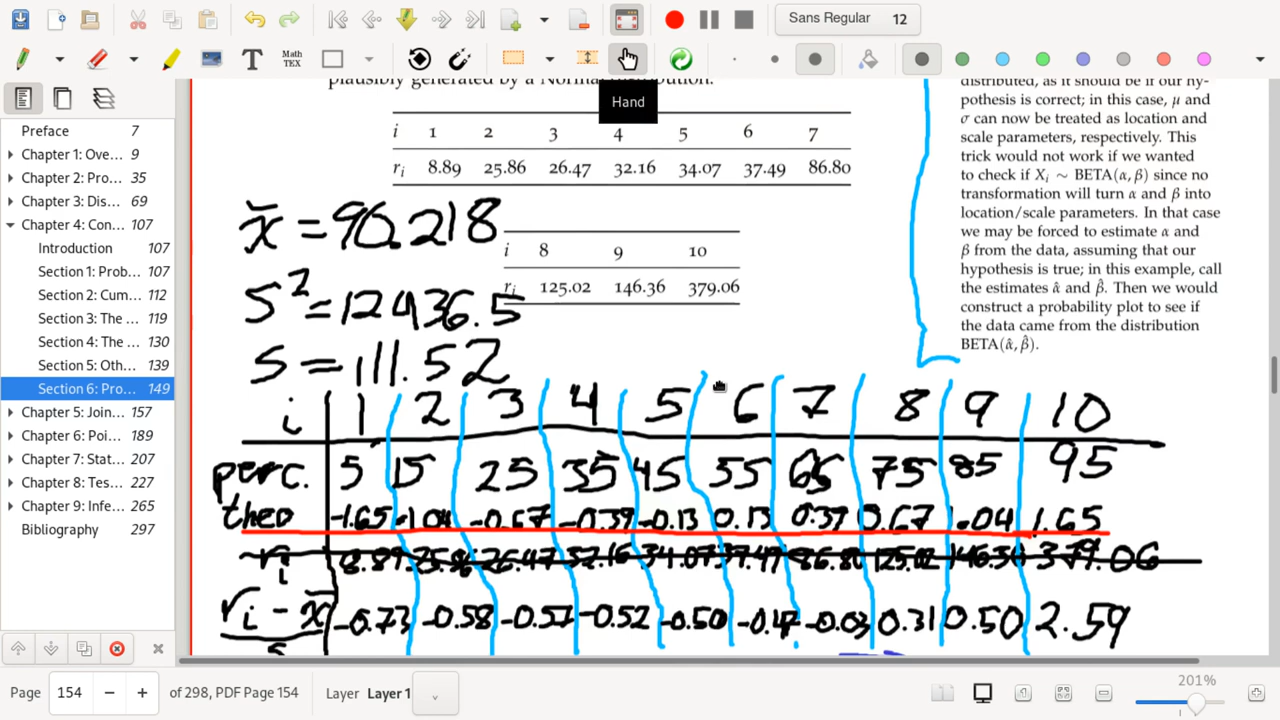 Sans Regular 12
Math
TEX
Hand
Preface 7
Chapter 1: Ove... 9
Chapter 2: Pro... 35
Chapter 3: Dis... 69
Chapter 4: Con... 107
Introduction 107
Section 1: Prob... 107
Section 2: Cum... 112
Section 3: The ... 119
Section 4: The ... 130
Section 5: Oth... 139
Section 6: Pro... 149
Chapter 5: Join... 157
Chapter 6: Poi... 189
Chapter 7: Stat... 207
Chapter 8: Tes... 227
Chapter 9: Infe... 265
Bibliography 297
plausibly generated by a Normal distribution.
i 1 2 3 4 5 6 7
rᵢ 8.89 25.86 26.47 32.16 34.07 37.49 86.80
i 8 9 10
rᵢ 125.02 146.36 379.06
x̄ = 90.218
S² = 12436.5
S = 111.52
i 1 2 3 4 5 6 7 8 9 10
perc. 5 15 25 35 45 55 65 75 85 95
theo -1.65 -1.04 -0.67 -0.39 -0.13 0.13 0.39 0.67 1.04 1.65
rᵢ 8.89 25.86 26.47 32.16 34.07 37.49 86.80 125.02 146.36 379.06
rᵢ - x̄ -0.73 -0.58 -0.57 -0.52 -0.50 -0.47 -0.03 0.31 0.50 2.59
distributed, as it should be if our hy-
pothesis is correct; in this case, μ and
σ can now be treated as location and
scale parameters, respectively. This
trick would not work if we wanted
to check if Xᵢ ∼ BETA(α, β) since no
transformation will turn α and β into
location/scale parameters. In that case
we may be forced to estimate α and
β from the data, assuming that our
hypothesis is true; in this example, call
the estimates α̂ and β̂. Then we would
construct a probability plot to see if
the data came from the distribution
BETA(α̂, β̂).
Page 154 of 298, PDF Page 154 Layer Layer 1 201%